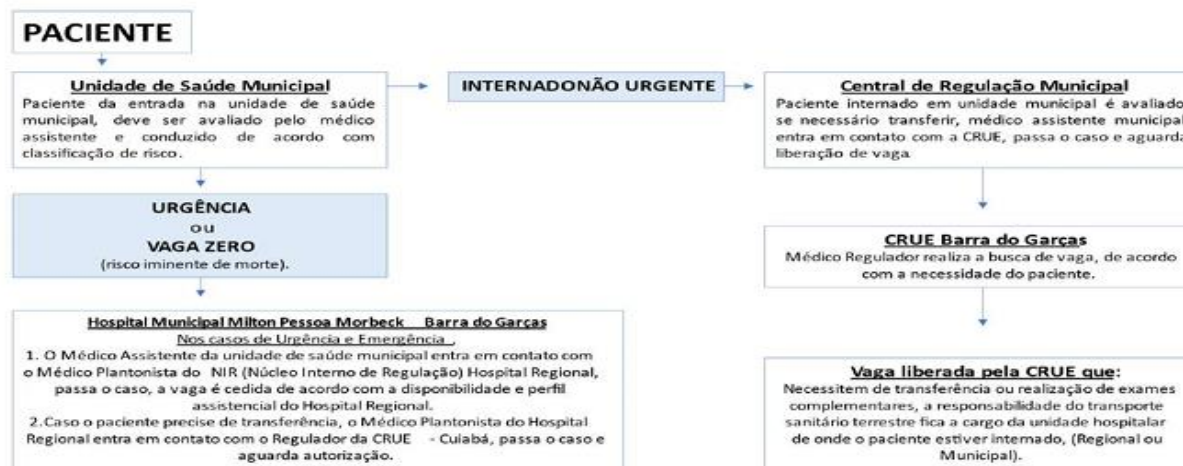 PACIENTE
Unidade de Saúde Municipal
Paciente da entrada na unidade de saúde
municipal, deve ser avaliado pelo médico
assistente e conduzido de acordo com
classificação de risco.
INTERNADONÃO URGENTE
Central de Regulação Municipal
Paciente internado em unidade municipal é avaliado
se necessário transferir, médico assistente municipal
entra em contato com a CRUE, passa o caso e aguarda
liberação de vaga.
URGÊNCIA
ou
VAGA ZERO
(risco iminente de morte).
CRUE Barra do Garças
Médico Regulador realiza a busca de vaga, de acordo
com a necessidade do paciente.
Hospital Municipal Milton Pessoa Morbeck Barra do Garças
Nos casos de Urgência e Emergência .
1. O Médico Assistente da unidade de saúde municipal entra em contato com
o Médico Plantonista do NIR (Núcleo Interno de Regulação) Hospital Regional,
passa o caso, a vaga é cedida de acordo com a disponibilidade e perfil
assistencial do Hospital Regional.
2.Caso o paciente precise de transferência, o Médico Plantonista do Hospital
Regional entra em contato com o Regulador da CRUE - Cuiabá, passa o caso e
aguarda autorização.
Vaga liberada pela CRUE que:
Necessitem de transferência ou realização de exames
complementares, a responsabilidade do transporte
sanitário terrestre fica a cargo da unidade hospitalar
de onde o paciente estiver internado, (Regional ou
Municipal).